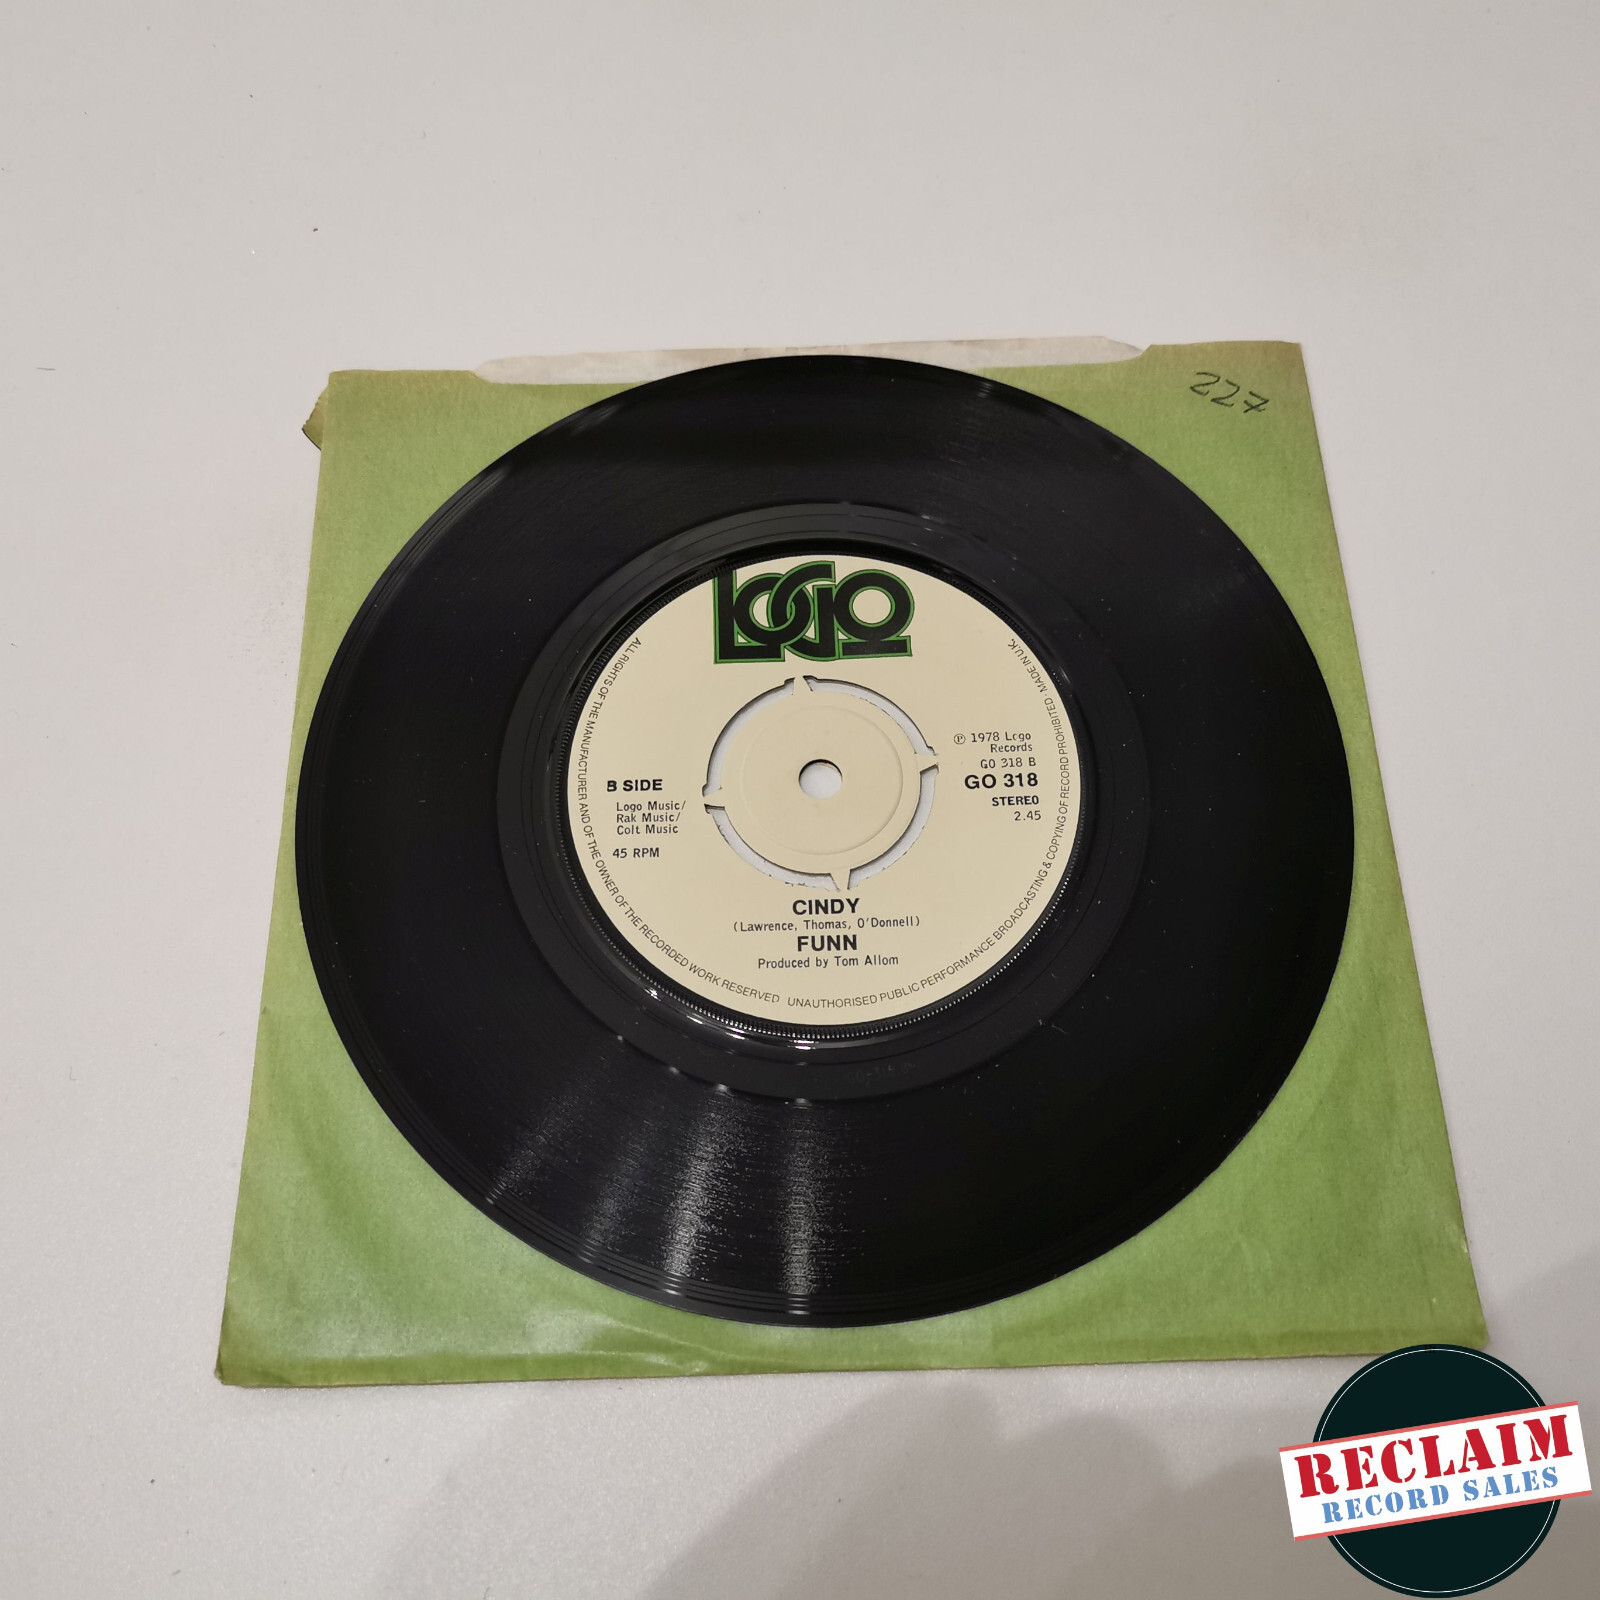 227
LOGO
ALL RIGHTS OF THE MANUFACTURER AND OF THE OWNER OF THE RECORDED WORK RESERVED UNAUTHORISED PUBLIC PERFORMANCE BROADCASTING & COPYING OF RECORD PROHIBITED · MADE IN U.K.
B SIDE
Logo Music/
Rak Music/
Colt Music
45 RPM
℗ 1978 Logo
Records
GO 318 B
GO 318
STEREO
2.45
CINDY
(Lawrence, Thomas, O'Donnell)
FUNN
Produced by Tom Allom
RECLAIM
RECORD SALES